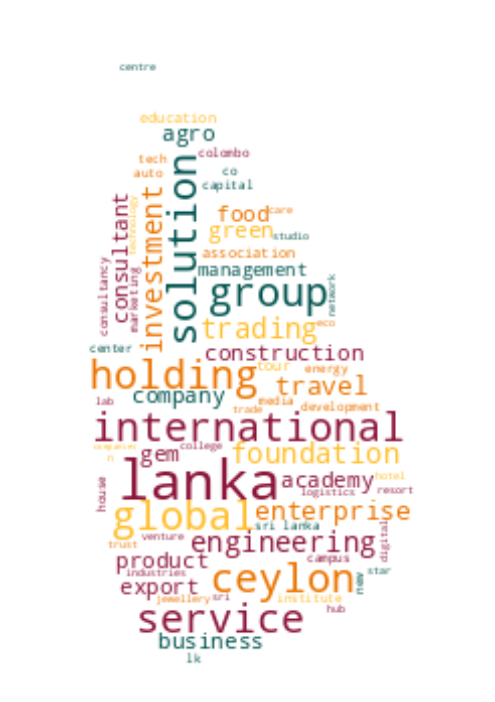 centre
education
agro
tech
colombo
auto
co
capital
solution
investment
consultant
technology
food
care
green
studio
association
management
consultancy
marketing
group
network
trading
eco
center
construction
holding
tour
energy
travel
company
lab
media
trade
development
international
companies
college
gem
foundation
n
lanka
academy
hotel
logistics
resort
house
global
enterprise
sri lanka
digital
venture
engineering
trust
product
campus
industries
ceylon
star
new
export
jewellery
sri
institute
hub
service
business
lk